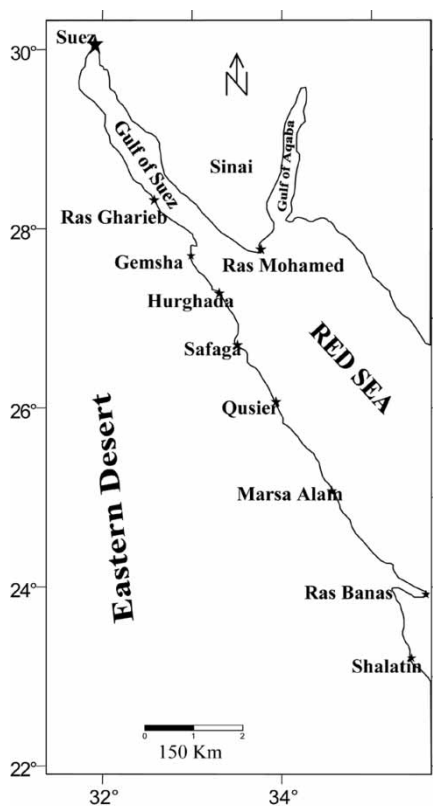 30°
Suez
N
Gulf of Suez
Gulf of Aqaba
Sinai
Ras Gharieb
28°
Gemsha
Ras Mohamed
Hurghada
RED SEA
Safaga
26°
Qusier
Eastern Desert
Marsa Alam
24°
Ras Banas
Shalatin
0 1 2
150 Km
22°
32° 34°